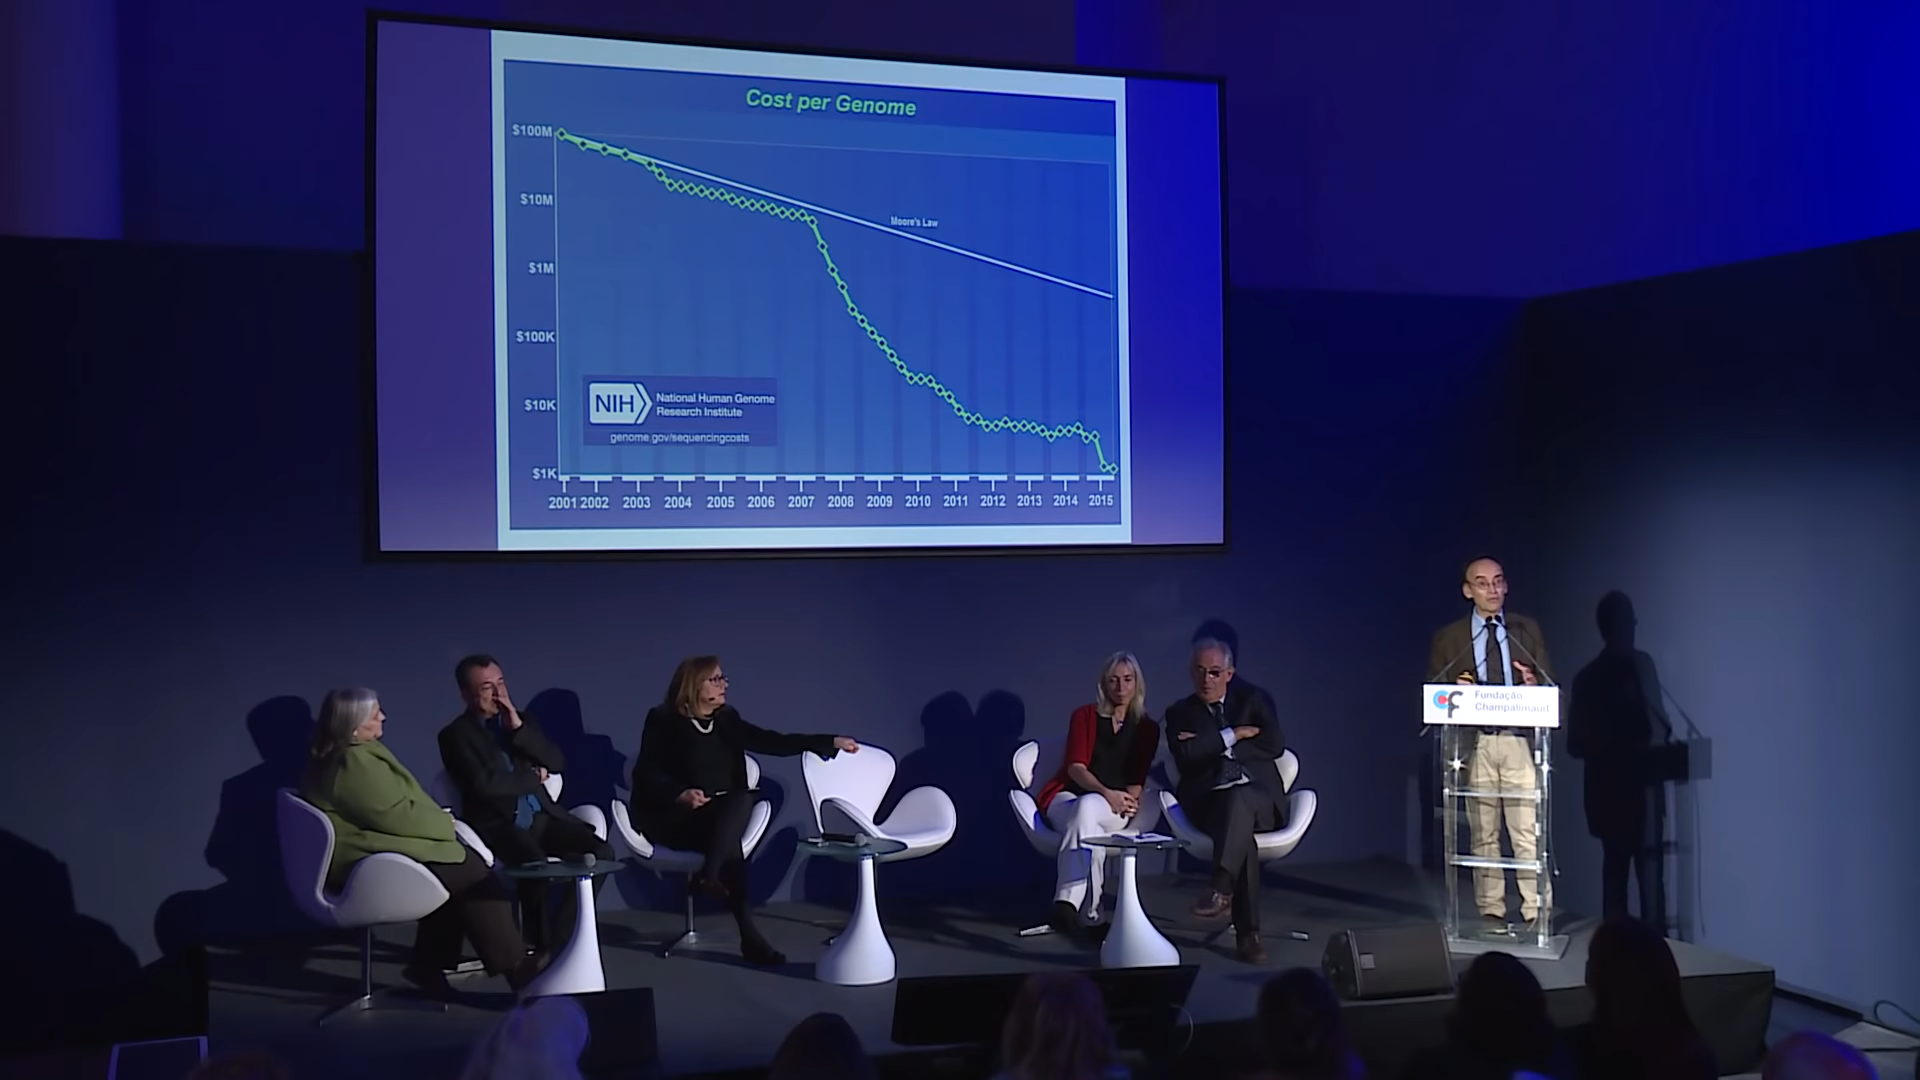 Cost per Genome
$100M
$10M
$1M
$100K
$10K
$1K
Moore's Law
NIH
National Human Genome
Research Institute
genome.gov/sequencingcosts
2001 2002 2003 2004 2005 2006 2007 2008 2009 2010 2011 2012 2013 2014 2015
CF
Fundação
Champalimaud